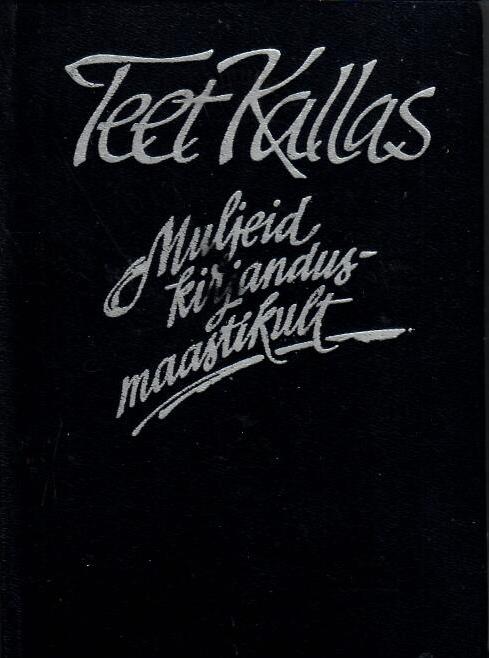 Teet Kallas
Muljeid
kirjandus-
maastikult